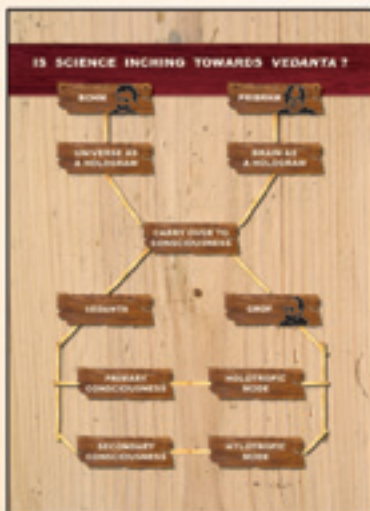 IS SCIENCE INCHING TOWARDS VEDANTA ?
BOHM
PRIBRAM
UNIVERSE AS
A HOLOGRAM
BRAIN AS
A HOLOGRAM
CARRY OVER TO
CONSCIOUSNESS
VEDANTA
GROF
PRIMARY
CONSCIOUSNESS
HOLOTROPIC
MODE
SECONDARY
CONSCIOUSNESS
HYLOTROPIC
MODE